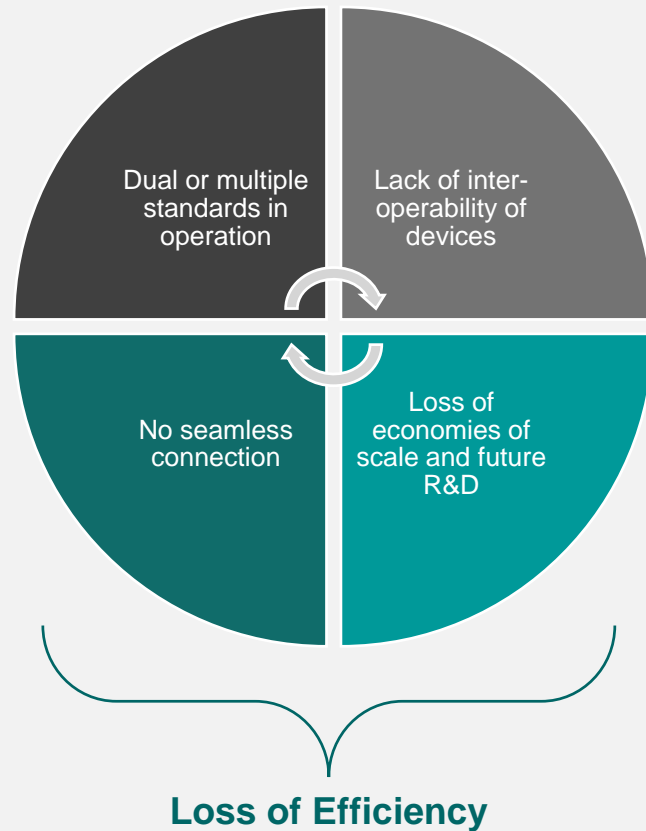 Dual or multiple
standards in
operation
Lack of inter-
operability of
devices
No seamless
connection
Loss of
economies of
scale and future
R&D
Loss of Efficiency